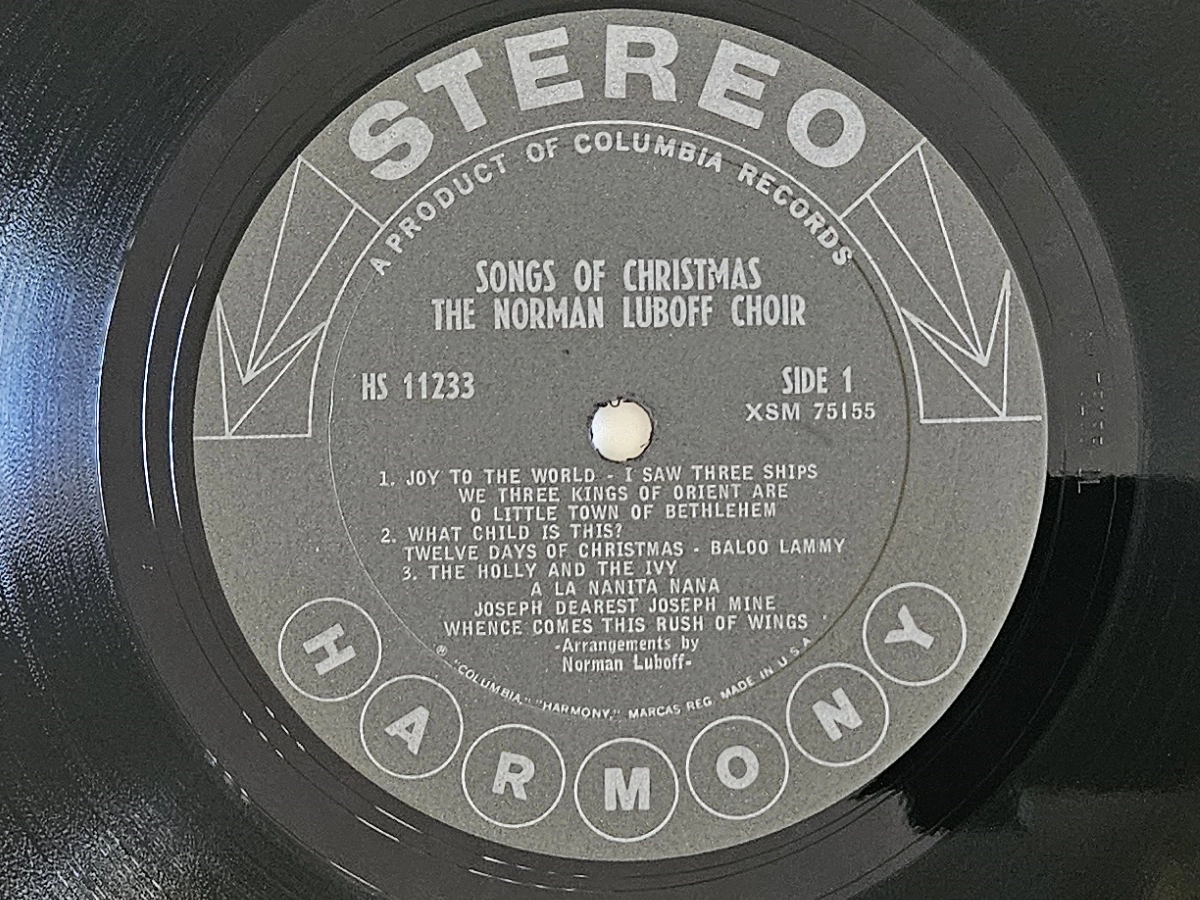 STEREO
A PRODUCT OF COLUMBIA RECORDS
SONGS OF CHRISTMAS
THE NORMAN LUBOFF CHOIR
HS 11233
SIDE 1
XSM 75155
1. JOY TO THE WORLD - I SAW THREE SHIPS
WE THREE KINGS OF ORIENT ARE
O LITTLE TOWN OF BETHLEHEM
2. WHAT CHILD IS THIS?
TWELVE DAYS OF CHRISTMAS - BALOO LAMMY
3. THE HOLLY AND THE IVY
A LA NANITA NANA
JOSEPH DEAREST JOSEPH MINE
WHENCE COMES THIS RUSH OF WINGS
-Arrangements by
Norman Luboff-
® "COLUMBIA," "HARMONY," MARCAS REG. MADE IN U.S.A.
HARMONY